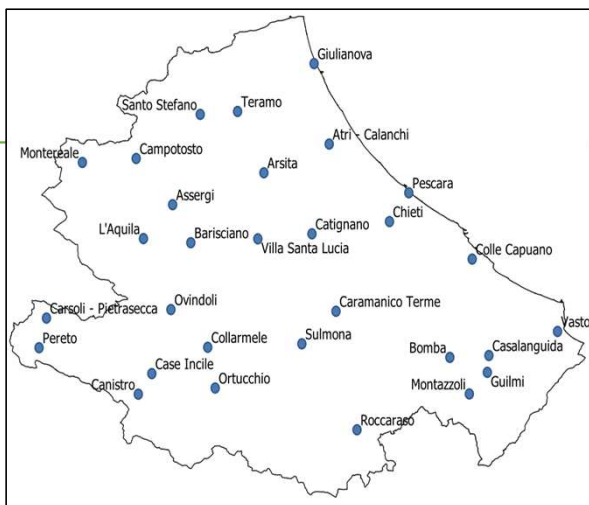 Giulianova
Santo Stefano
Teramo
Atri - Calanchi
Montereale
Campotosto
Arsita
Pescara
Assergi
Chieti
L'Aquila
Barisciano
Villa Santa Lucia
Catignano
Colle Capuano
Carsoli - Pietrasecca
Ovindoli
Caramanico Terme
Vasto
Pereto
Collarmele
Sulmona
Bomba
Casalanguida
Case Incile
Canistro
Ortucchio
Montazzoli
Guilmi
Roccaraso